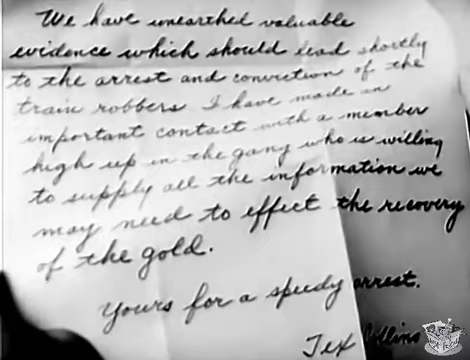 We have unearthed valuable
evidence which should lead shortly
to the arrest and conviction of the
train robbers. I have made an
important contact with a member
high up in the gang who is willing
to supply all the information we
may need to effect the recovery
of the gold.
Yours for a speedy arrest.
Tex Collins